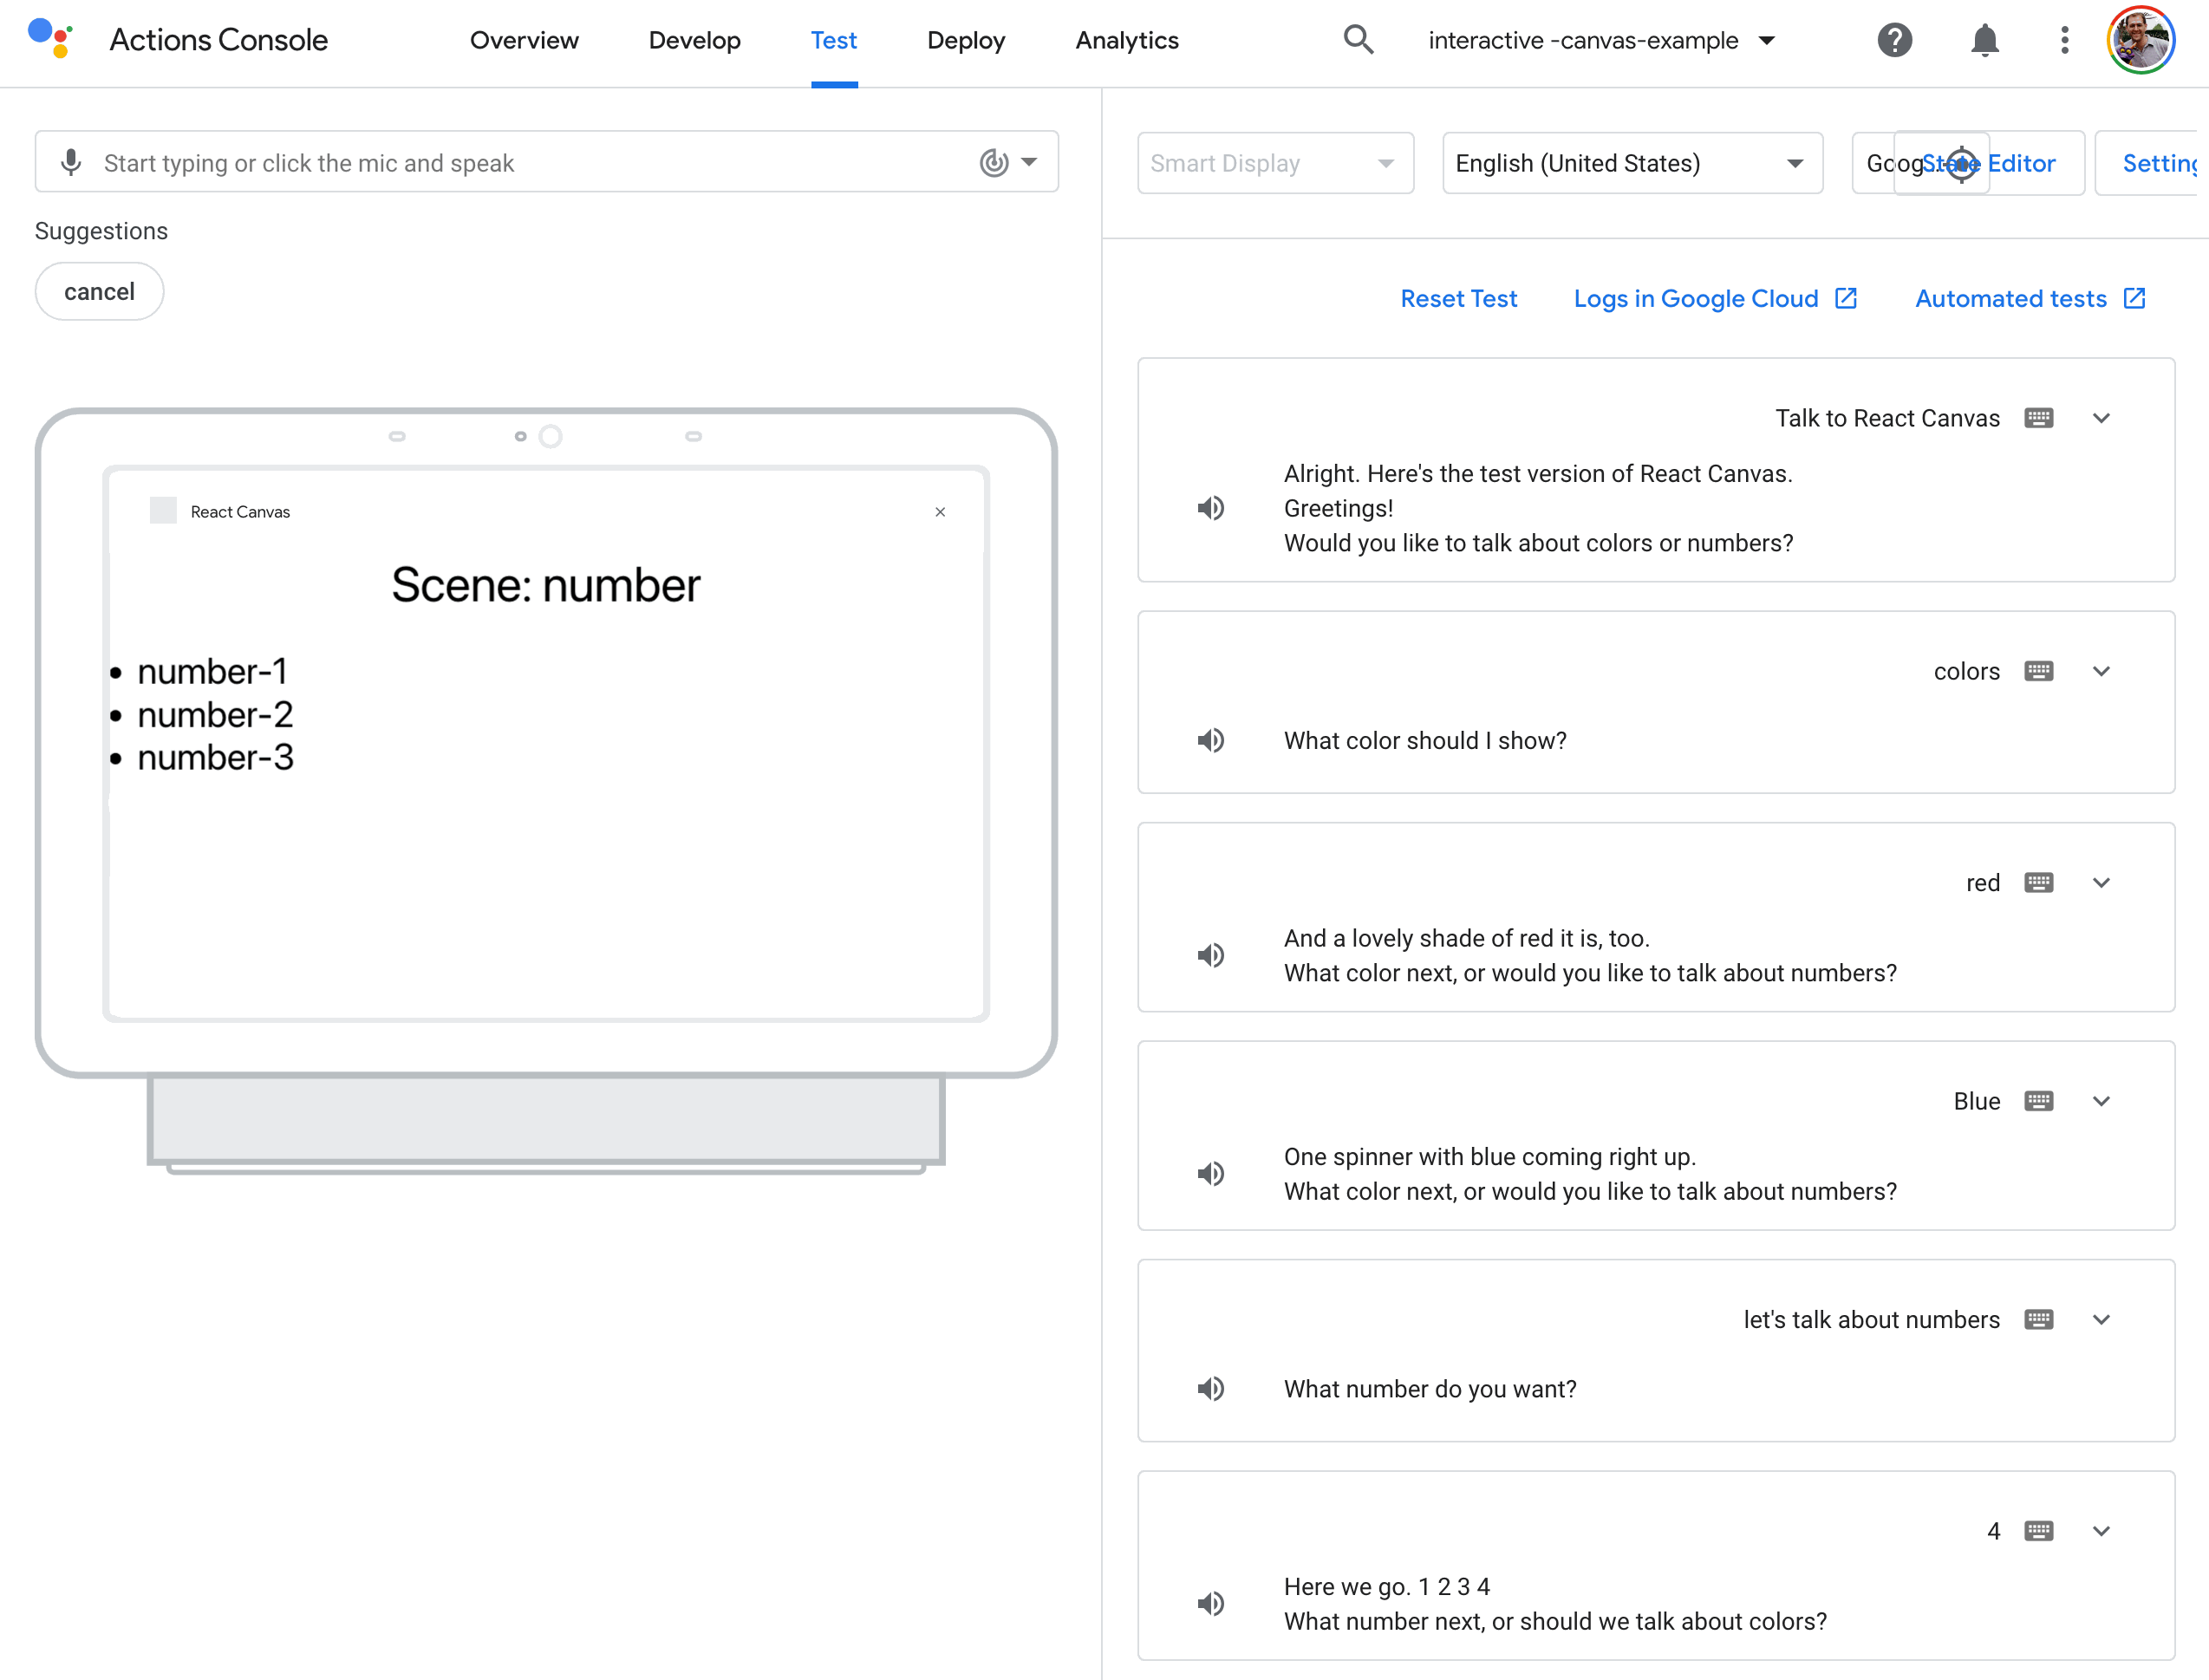 Actions Console
Overview
Develop
Test
Deploy
Analytics
interactive -canvas-example
Start typing or click the mic and speak
Suggestions
cancel
React Canvas
Scene: number
• number-1
• number-2
• number-3
Smart Display
English (United States)
Goog...
State Editor
Setting
Reset Test
Logs in Google Cloud
Automated tests
Talk to React Canvas
Alright. Here's the test version of React Canvas.
Greetings!
Would you like to talk about colors or numbers?
colors
What color should I show?
red
And a lovely shade of red it is, too.
What color next, or would you like to talk about numbers?
Blue
One spinner with blue coming right up.
What color next, or would you like to talk about numbers?
let's talk about numbers
What number do you want?
4
Here we go. 1 2 3 4
What number next, or should we talk about colors?